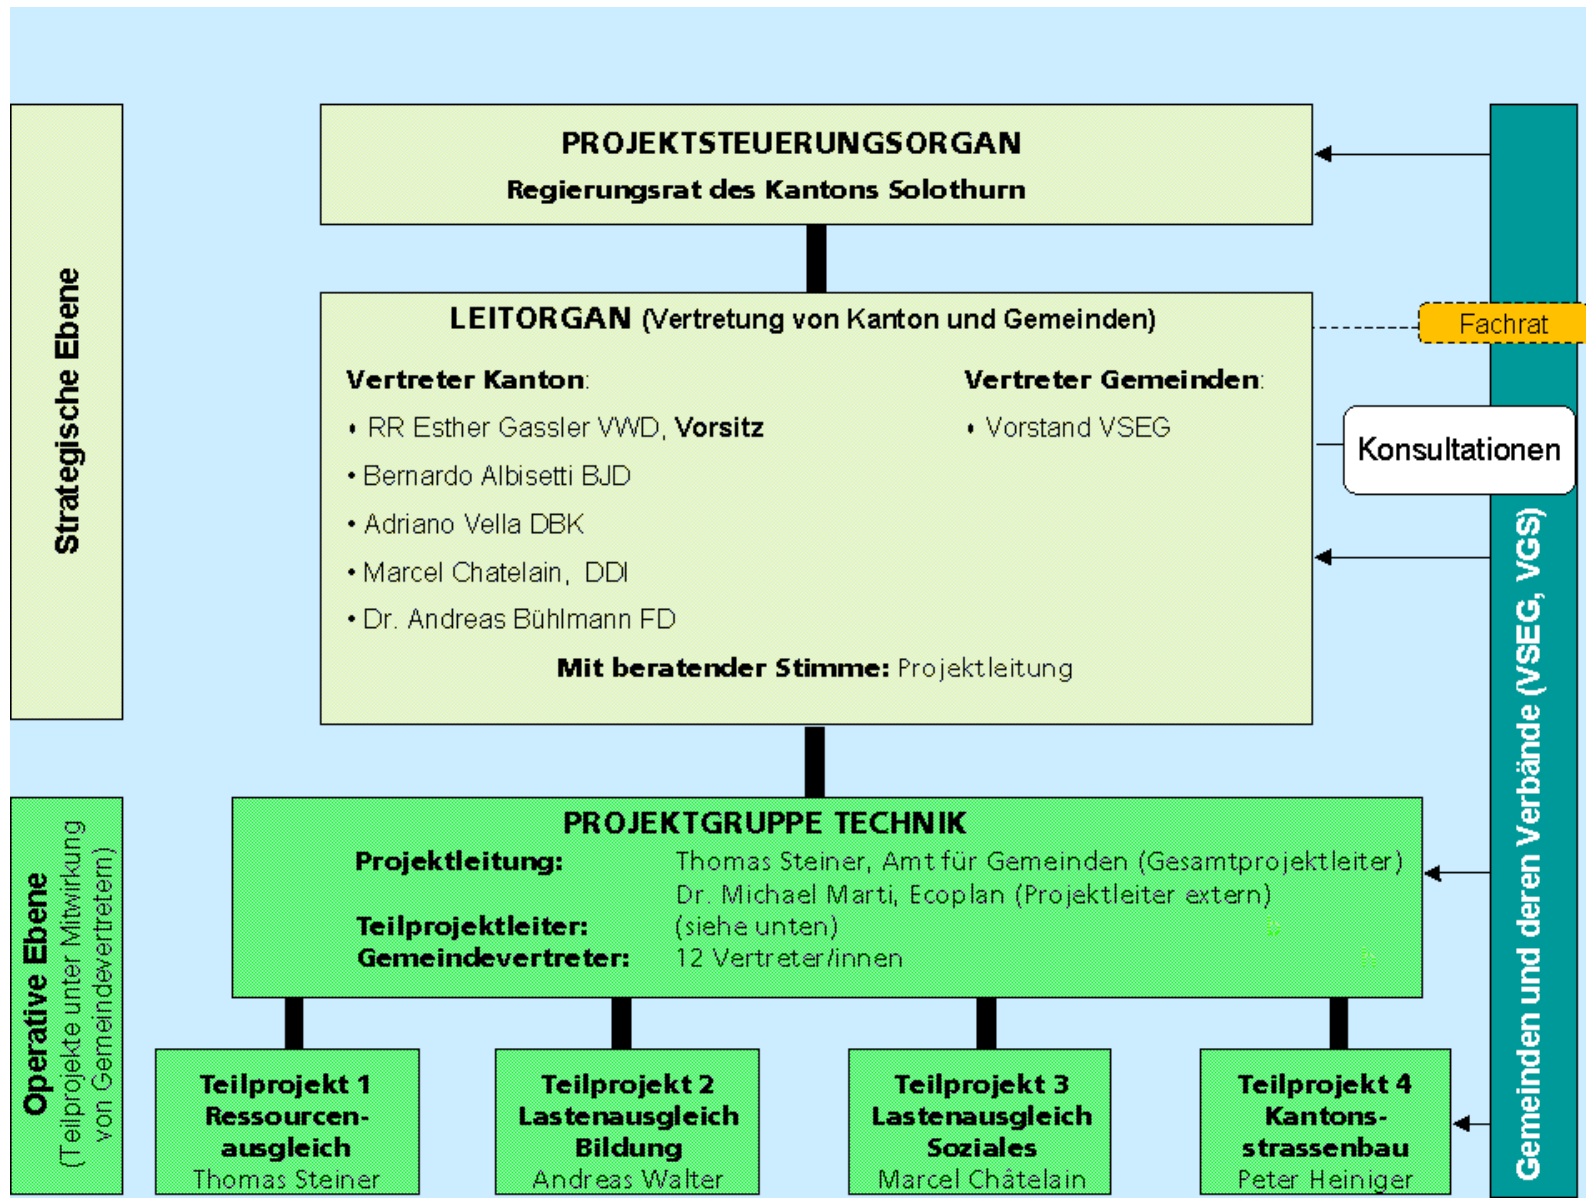 PROJEKTSTEUERUNGSORGAN
Regierungsrat des Kantons Solothurn
Strategische Ebene
LEITORGAN (Vertretung von Kanton und Gemeinden)
Vertreter Kanton:
• RR Esther Gassler VWD, Vorsitz
• Bernardo Albisetti BJD
• Adriano Vella DBK
• Marcel Chatelain, DDI
• Dr. Andreas Bühlmann FD
Vertreter Gemeinden:
• Vorstand VSEG
Mit beratender Stimme: Projektleitung
Fachrat
Konsultationen
Gemeinden und deren Verbände (VSEG, VGS)
Operative Ebene
(Teilprojekte unter Mitwirkung
von Gemeindevertretern)
PROJEKTGRUPPE TECHNIK
Projektleitung: Thomas Steiner, Amt für Gemeinden (Gesamtprojektleiter)
Dr. Michael Marti, Ecoplan (Projektleiter extern)
Teilprojektleiter: (siehe unten)
Gemeindevertreter: 12 Vertreter/innen
Teilprojekt 1
Ressourcen-
ausgleich
Thomas Steiner
Teilprojekt 2
Lastenausgleich
Bildung
Andreas Walter
Teilprojekt 3
Lastenausgleich
Soziales
Marcel Châtelain
Teilprojekt 4
Kantons-
strassenbau
Peter Heiniger